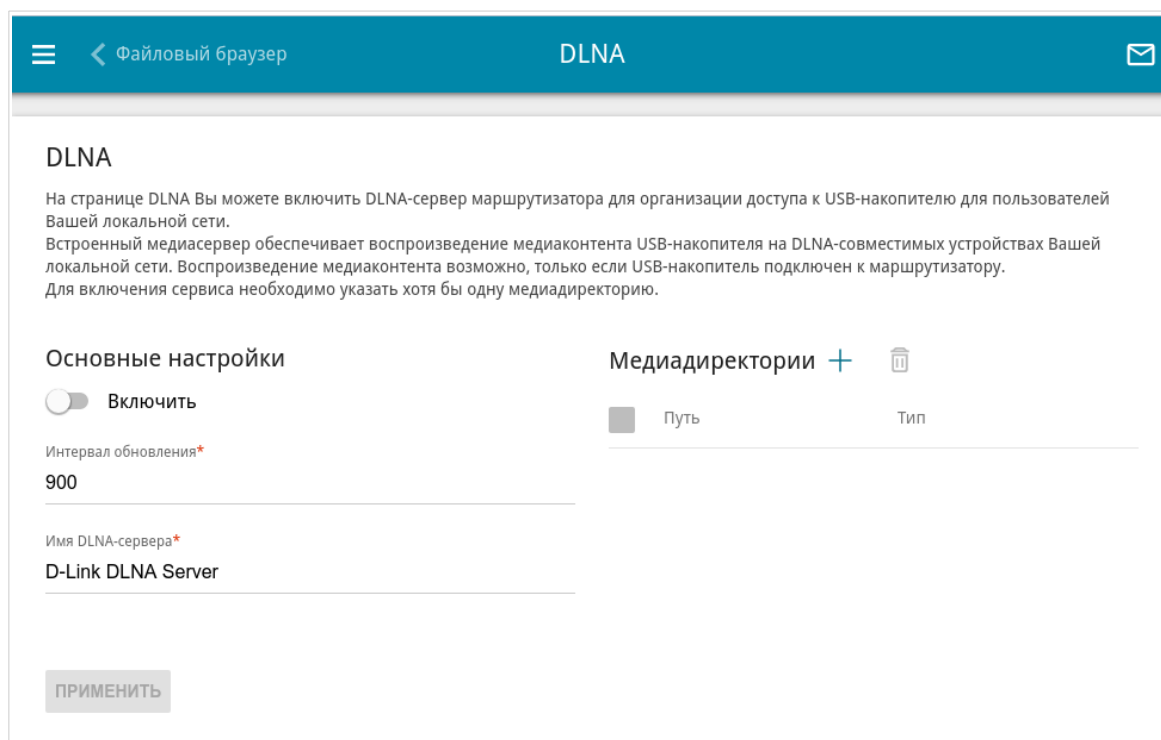 Файловый браузер
DLNA
DLNA
На странице DLNA Вы можете включить DLNA-сервер маршрутизатора для организации доступа к USB-накопителю для пользователей
Вашей локальной сети.
Встроенный медиасервер обеспечивает воспроизведение медиаконтента USB-накопителя на DLNA-совместимых устройствах Вашей
локальной сети. Воспроизведение медиаконтента возможно, только если USB-накопитель подключен к маршрутизатору.
Для включения сервиса необходимо указать хотя бы одну медиадиректорию.
Основные настройки
Включить
Интервал обновления*
900
Имя DLNA-сервера*
D-Link DLNA Server
Медиадиректории
Путь Тип
ПРИМЕНИТЬ